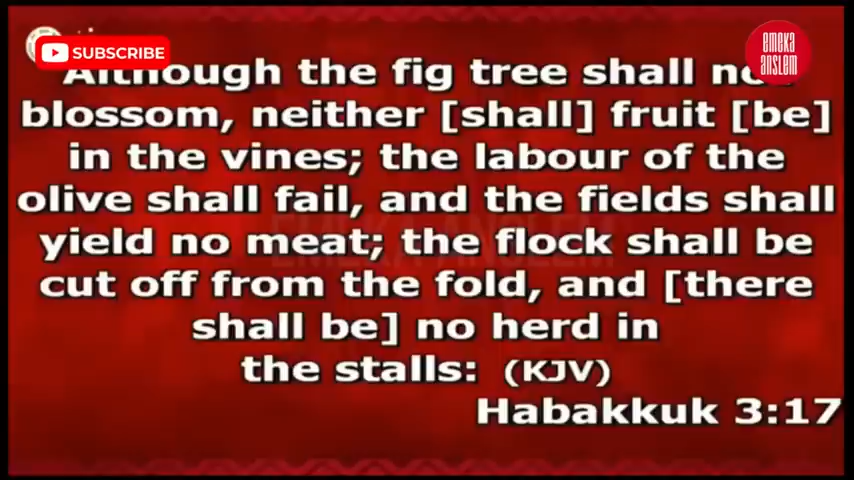 SUBSCRIBE
EMEKA
ANSLEM
Although the fig tree shall not
blossom, neither [shall] fruit [be]
in the vines; the labour of the
olive shall fail, and the fields shall
yield no meat; the flock shall be
EMEKA ANSLEM
cut off from the fold, and [there
shall be] no herd in
the stalls: (KJV)
Habakkuk 3:17